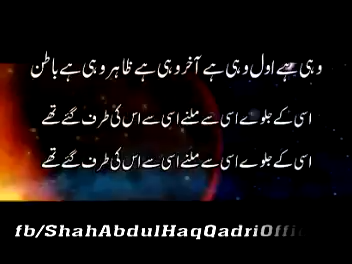 وہی ہے اول وہی ہے آخر وہی ہے ظاہر وہی ہے باطن
اسی کے جلوے اسی سے ملنے اسی سے اس کی طرف گئے تھے
اسی کے جلوے اسی سے ملنے اسی سے اس کی طرف گئے تھے
fb/ShahAbdulHaqQadriOffi